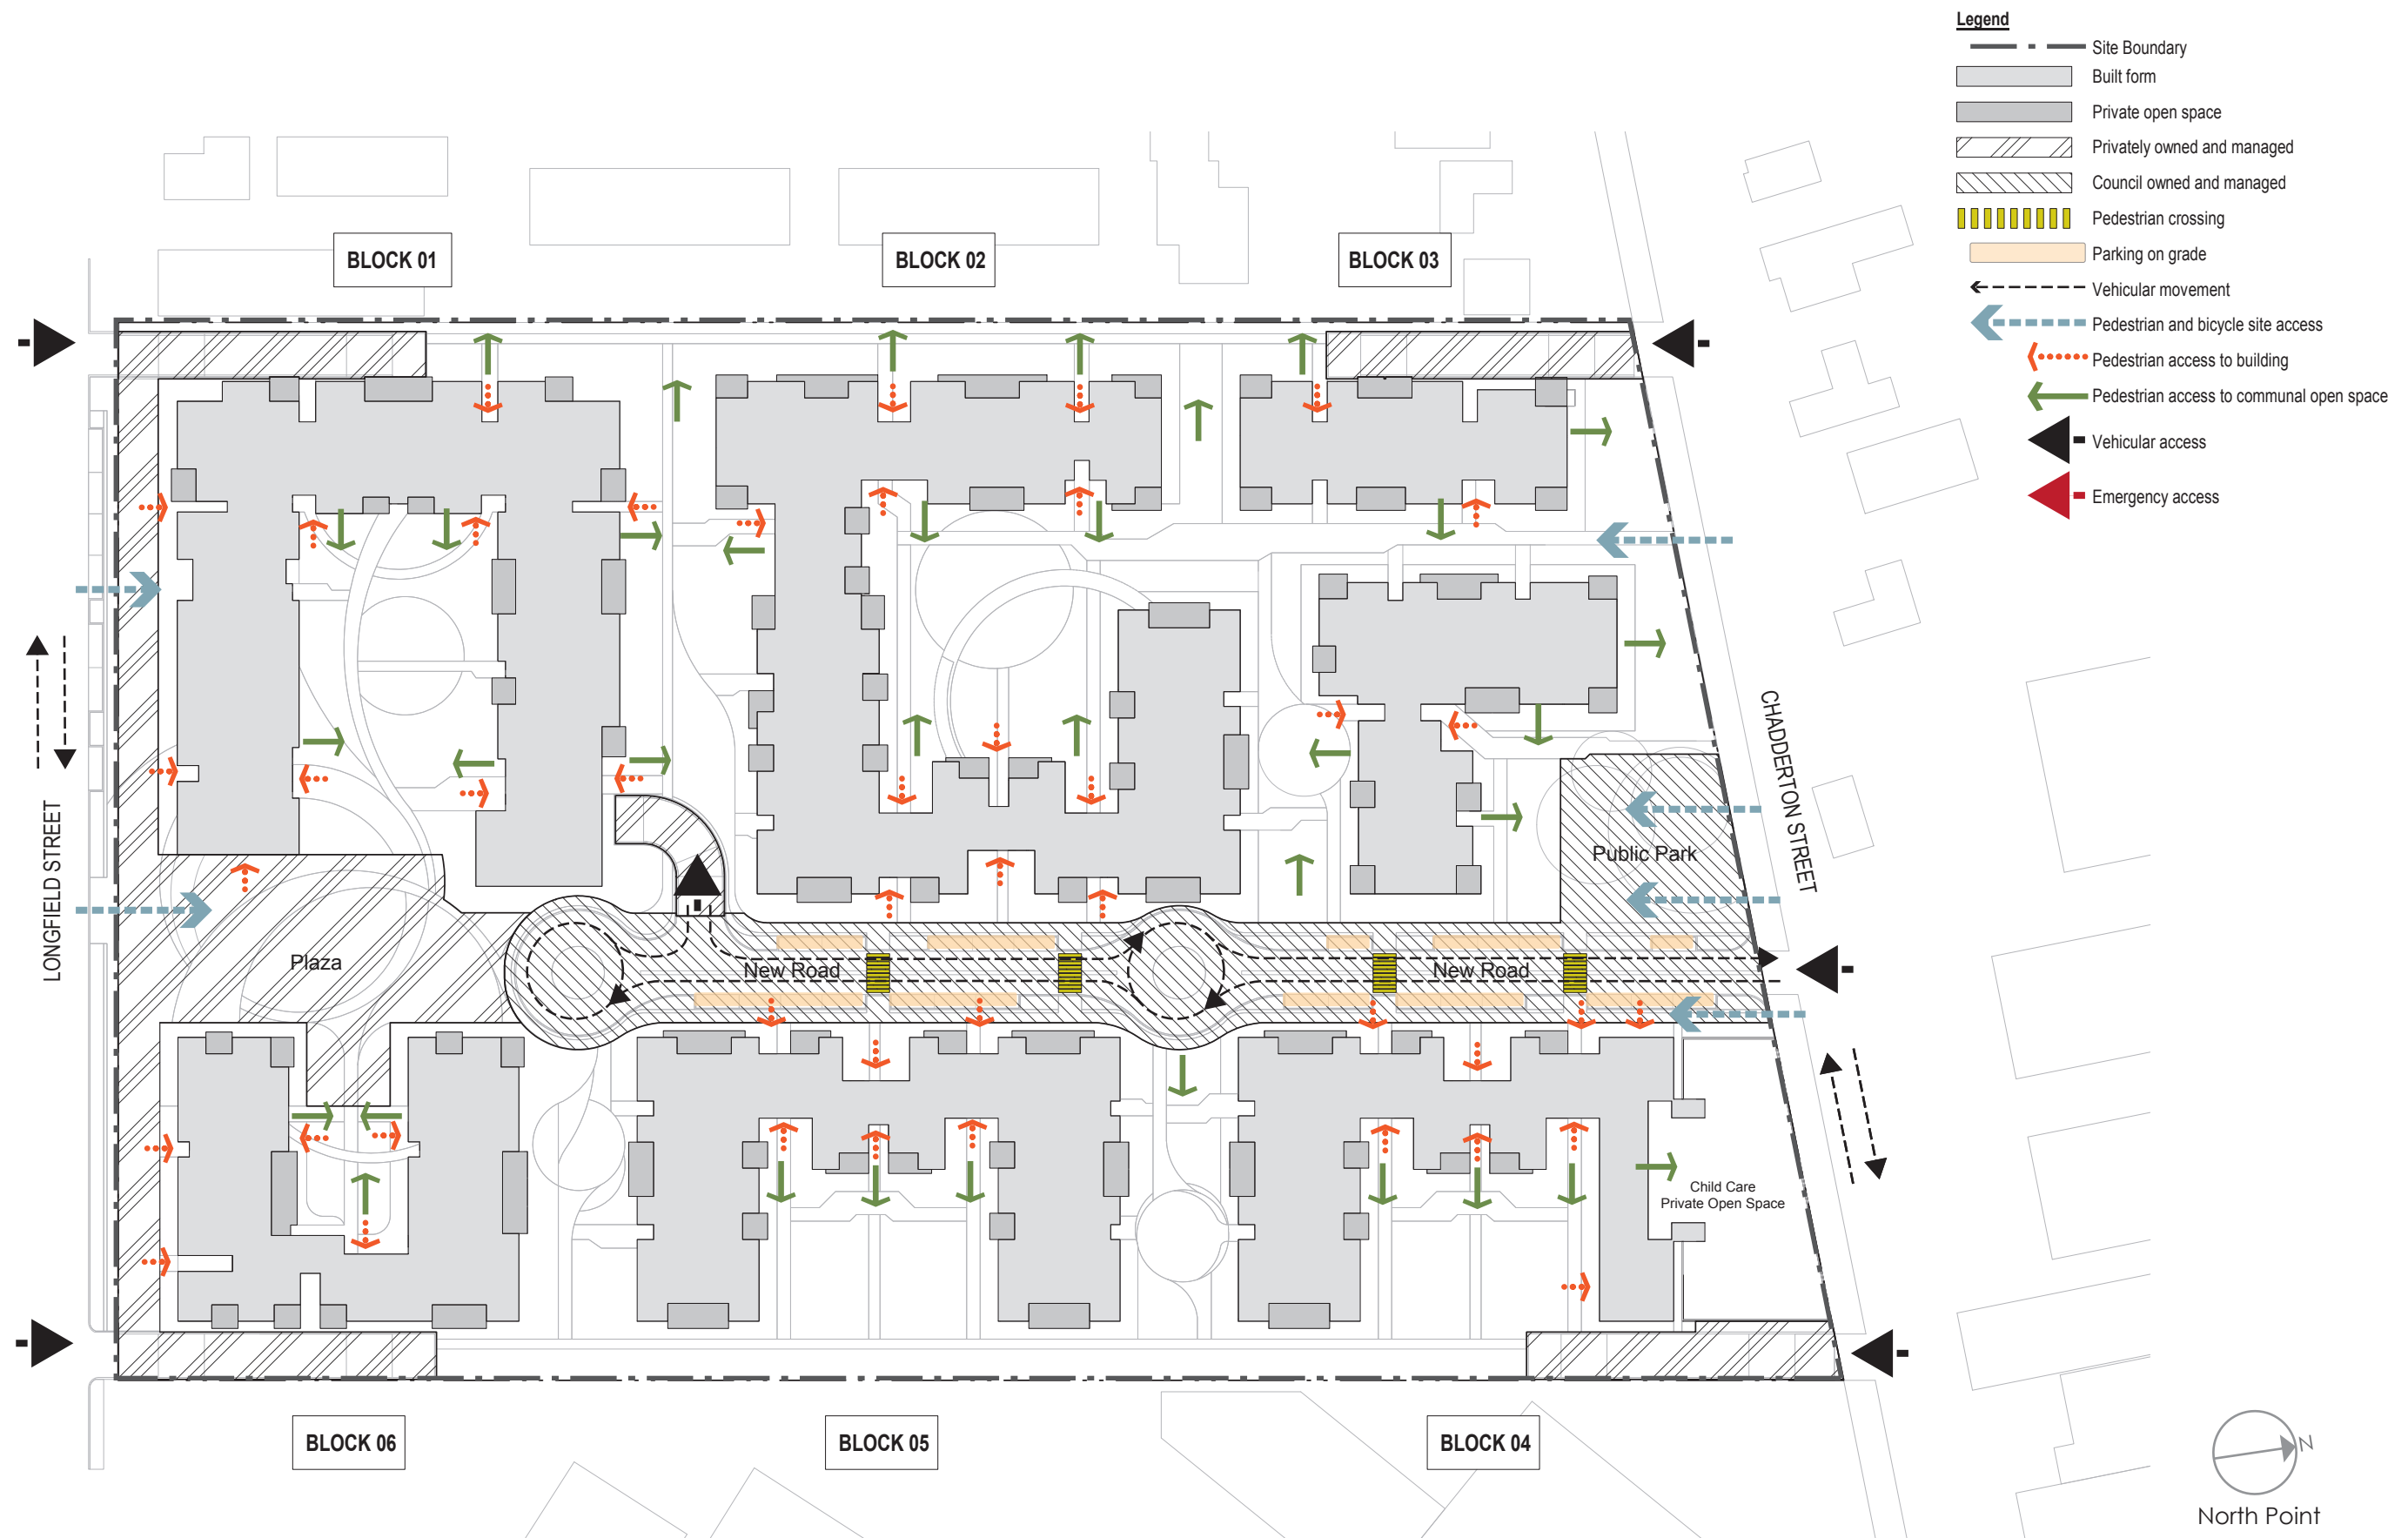 Legend
Site Boundary
Built form
Private open space
Privately owned and managed
Council owned and managed
Pedestrian crossing
Parking on grade
Vehicular movement
Pedestrian and bicycle site access
Pedestrian access to building
Pedestrian access to communal open space
Vehicular access
Emergency access
BLOCK 01
BLOCK 02
BLOCK 03
LONGFIELD STREET
CHADDERTON STREET
Public Park
Plaza
New Road
New Road
Child Care
Private Open Space
BLOCK 06
BLOCK 05
BLOCK 04
N
North Point